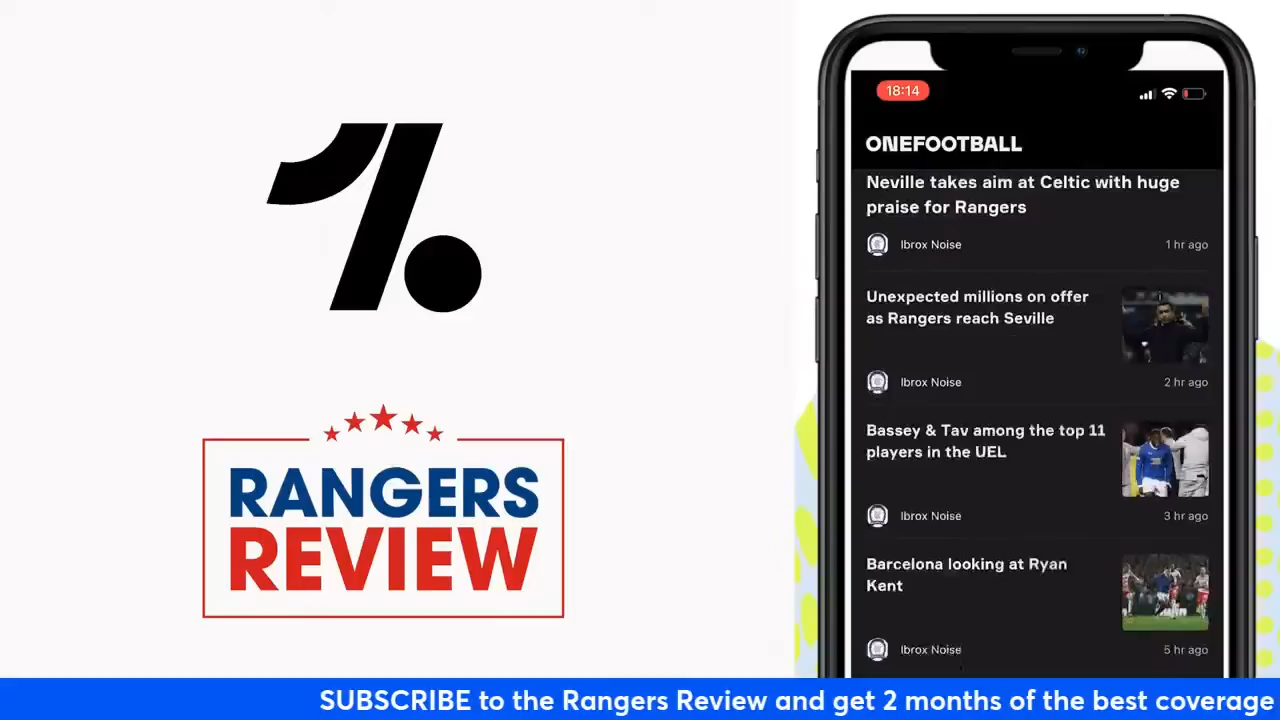 RANGERS
REVIEW
18:14
ONEFOOTBALL
Neville takes aim at Celtic with huge
praise for Rangers
Ibrox Noise
1 hr ago
Unexpected millions on offer
as Rangers reach Seville
Ibrox Noise
2 hr ago
Bassey & Tav among the top 11
players in the UEL
Ibrox Noise
3 hr ago
Barcelona looking at Ryan
Kent
Ibrox Noise
5 hr ago
SUBSCRIBE to the Rangers Review and get 2 months of the best coverage